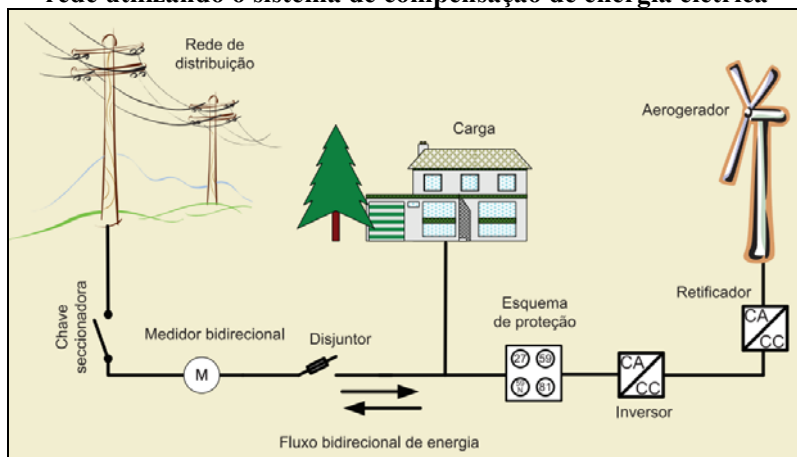 rede utilizando o sistema de compensação de energia elétrica
Rede de
distribuição
Carga
Aerogerador
Chave
seccionadora
Medidor bidirecional
M
Disjuntor
Fluxo bidirecional de energia
Esquema
de proteção
27 59
59
N
81
CA
CC
Inversor
Retificador
CA
CC